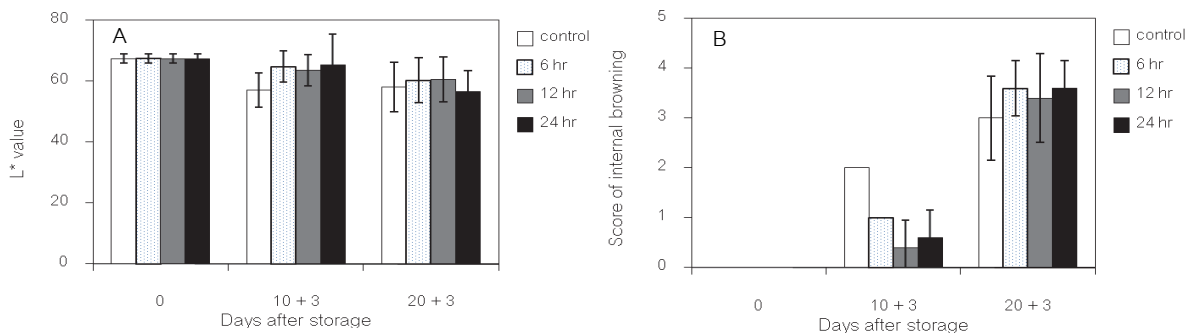 A
L* value
80
60
40
20
0
0
10 + 3
20 + 3
Days after storage
control
6 hr
12 hr
24 hr
B
Score of internal browning
5
4
3
2
1
0
0
10 + 3
20 + 3
Days after storage
control
6 hr
12 hr
24 hr